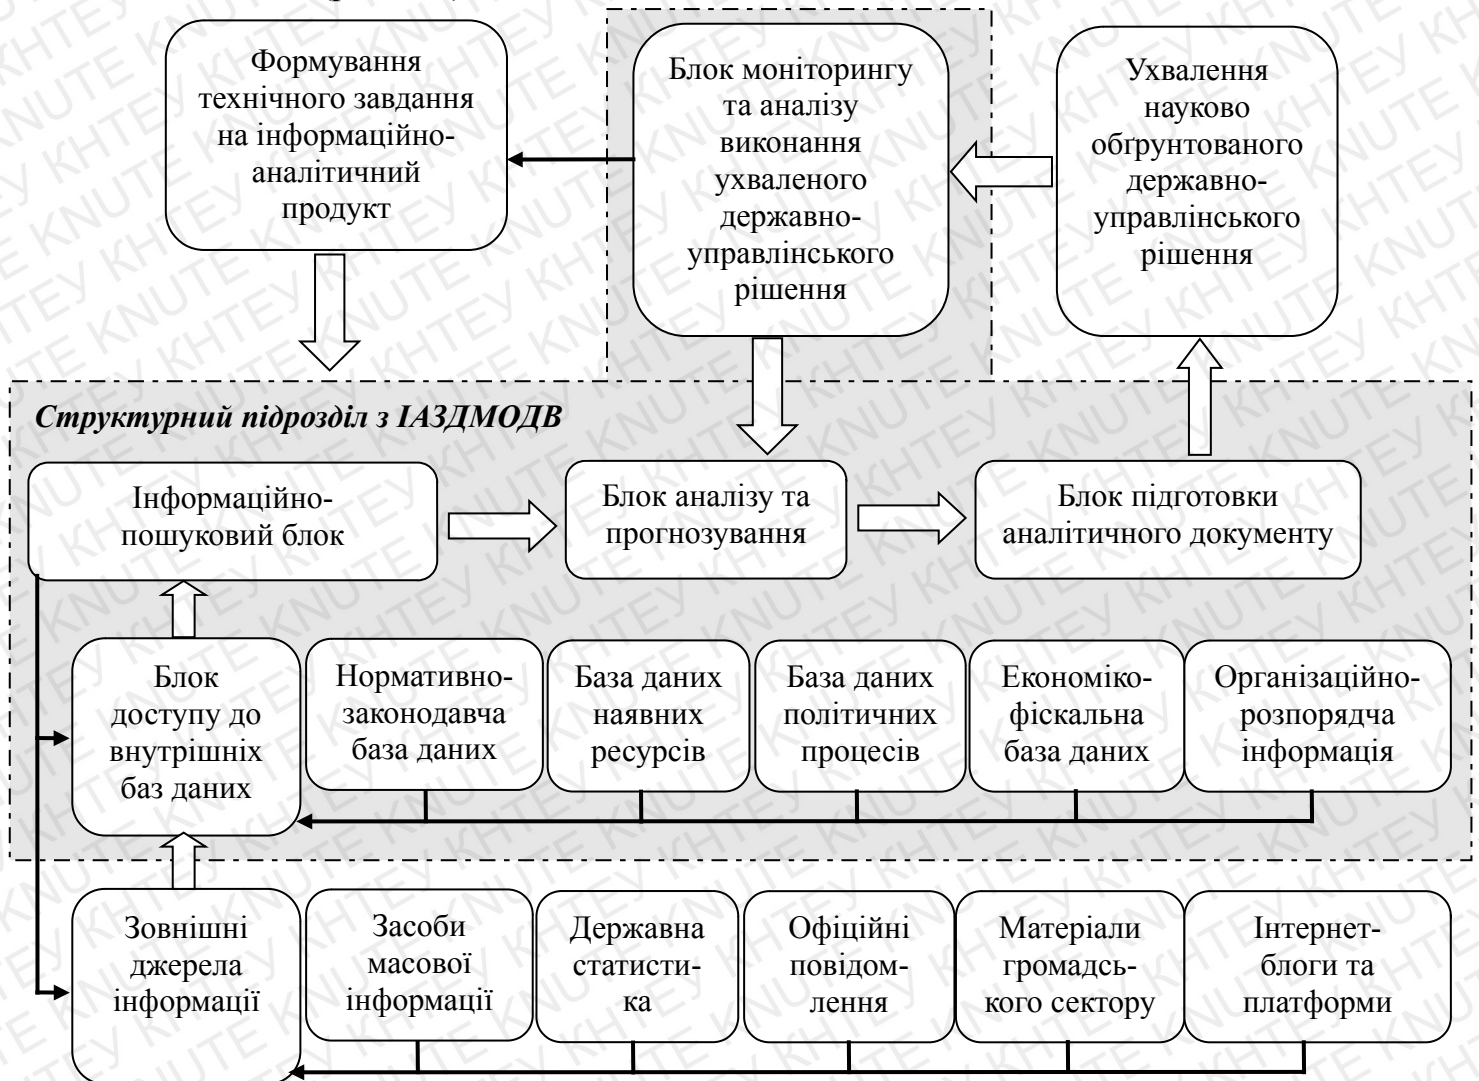 Формування
технічного завдання
на інформаційно-
аналітичний
продукт
Блок моніторингу
та аналізу
виконання
ухваленого
державно-
управлінського
рішення
Ухвалення
науково
обґрунтованого
державно-
управлінського
рішення
Структурний підрозділ з ІАЗДМОДВ
Інформаційно-
пошуковий блок
Блок аналізу та
прогнозування
Блок підготовки
аналітичного документу
Блок
доступу до
внутрішніх
баз даних
Нормативно-
законодавча
база даних
База даних
наявних
ресурсів
База даних
політичних
процесів
Економіко-
фіскальна
база даних
Організаційно-
розпорядча
інформація
Зовнішні
джерела
інформації
Засоби
масової
інформації
Державна
статисти-
ка
Офіційні
повідом-
лення
Матеріали
громадсь-
кого сектору
Інтернет-
блоги та
платформи